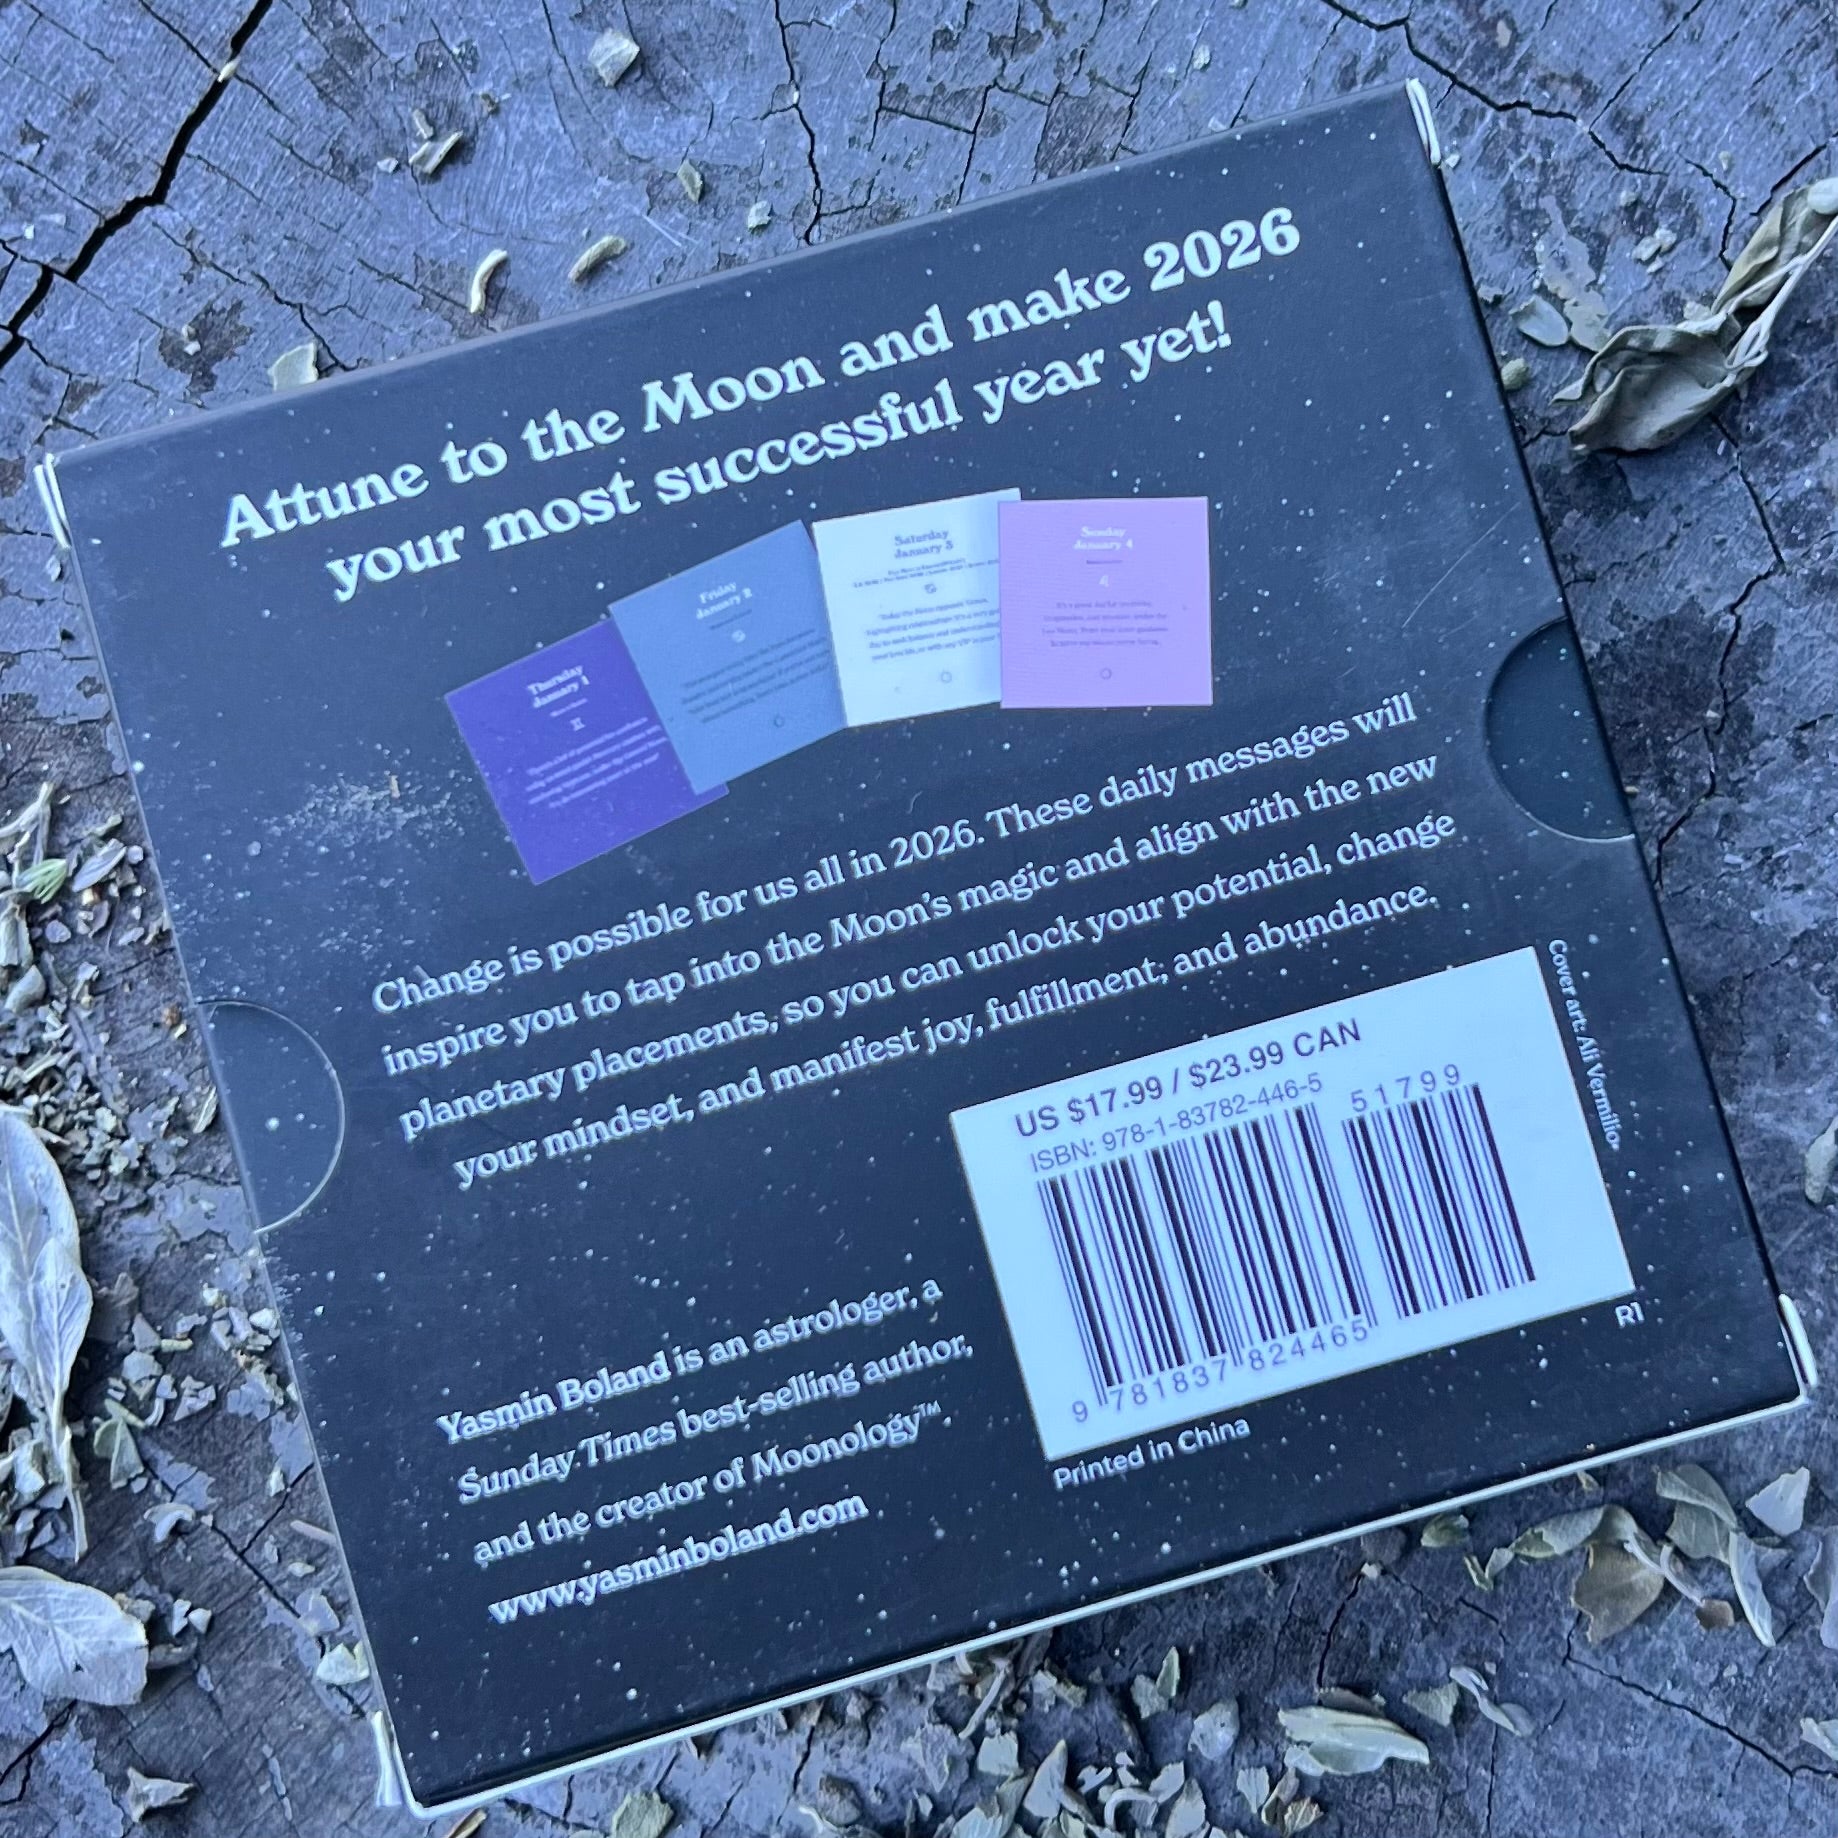 Attune to the Moon and make 2026
your most successful year yet!
Thursday
January 1
Friday
January 2
Saturday
January 3
Sunday
January 4
Change is possible for us all in 2026. These daily messages will
inspire you to tap into the Moon's magic and align with the new
planetary placements, so you can unlock your potential, change
your mindset, and manifest joy, fulfillment, and abundance.
Yasmin Boland is an astrologer, a
Sunday Times best-selling author,
and the creator of Moonology™.
www.yasminboland.com
US $17.99 / $23.99 CAN
ISBN: 978-1-83782-446-5
51799
9 781837 824465
Printed in China
Cover art: Ali Vermilio
R1